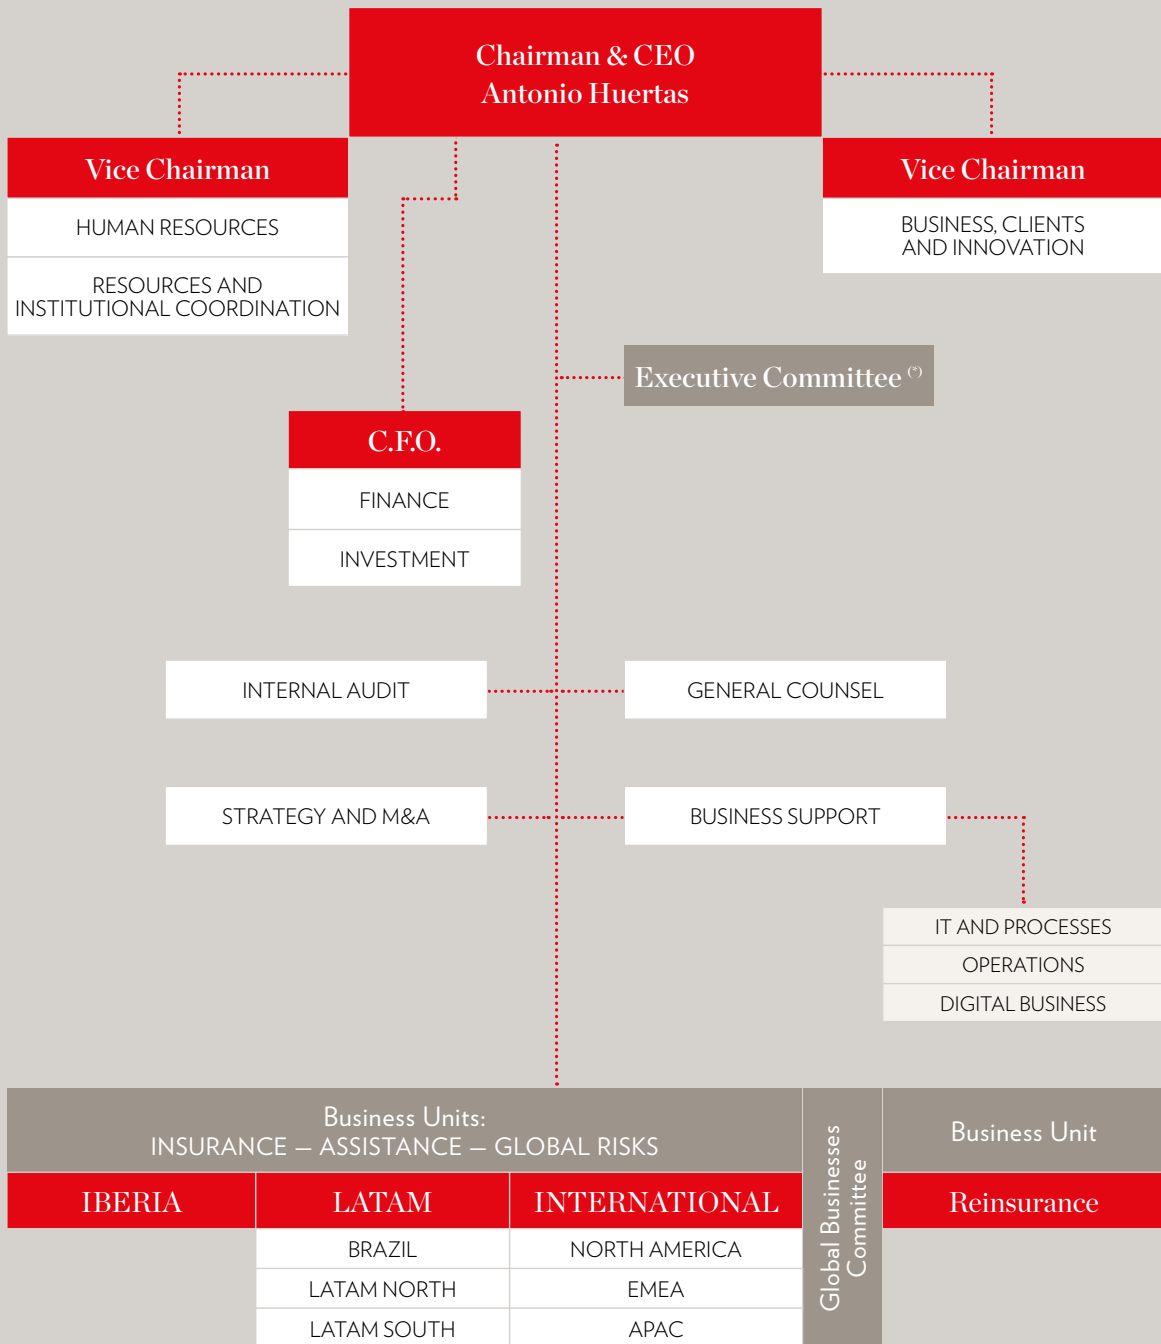 Chairman & CEO
Antonio Huertas
Vice Chairman
HUMAN RESOURCES
RESOURCES AND
INSTITUTIONAL COORDINATION
Vice Chairman
BUSINESS, CLIENTS
AND INNOVATION
Executive Committee (*)
C.F.O.
FINANCE
INVESTMENT
INTERNAL AUDIT
GENERAL COUNSEL
STRATEGY AND M&A
BUSINESS SUPPORT
IT AND PROCESSES
OPERATIONS
DIGITAL BUSINESS
Business Units:
INSURANCE — ASSISTANCE — GLOBAL RISKS
IBERIA
LATAM
BRAZIL
LATAM NORTH
LATAM SOUTH
INTERNATIONAL
NORTH AMERICA
EMEA
APAC
Global Businesses
Committee
Business Unit
Reinsurance